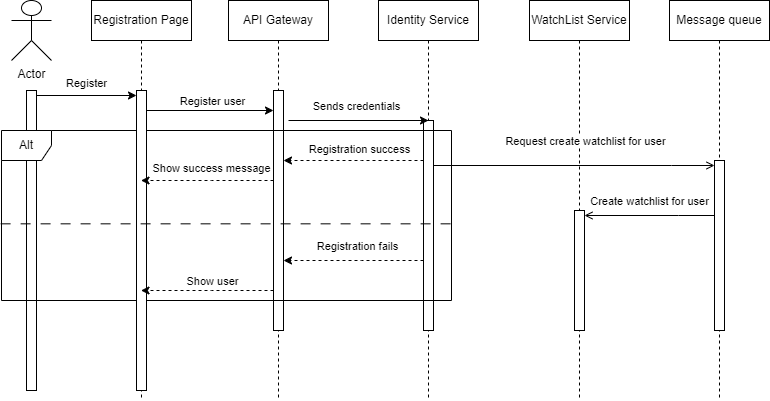 Registration Page
API Gateway
Identity Service
WatchList Service
Message queue
Actor
Register
Register user
Sends credentials
Alt
Registration success
Request create watchlist for user
Show success message
Create watchlist for user
Registration fails
Show user